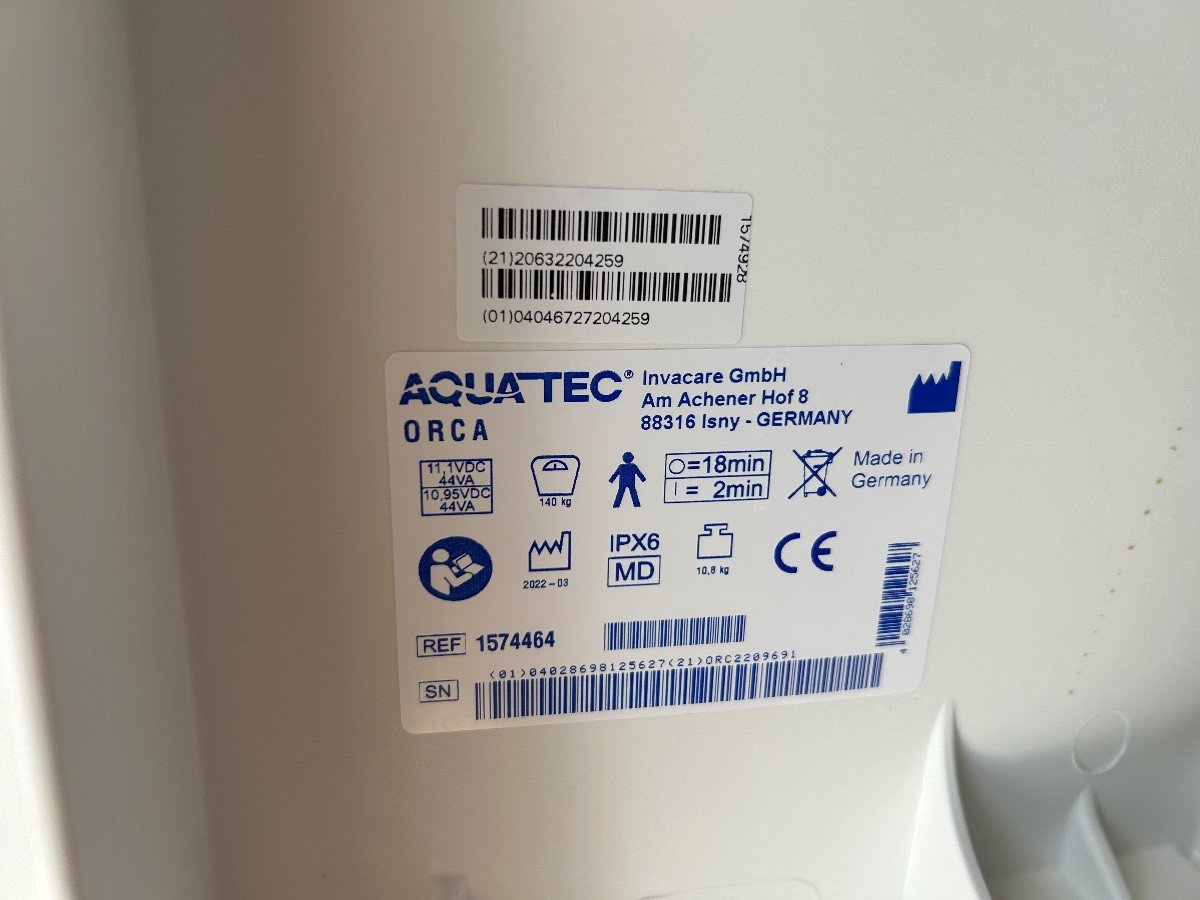 (21)20632204259
(01)04046727204259
1574928
AQUATEC®
ORCA
Invacare GmbH
Am Achener Hof 8
88316 Isny - GERMANY
11,1VDC
44VA
10,95VDC
44VA
140 kg
=18min
I = 2min
Made in
Germany
2022-03
IPX6
MD
10,8 kg
CE
4 028698 125627
REF 1574464
(01)04028698125627(21)ORC2209691
SN